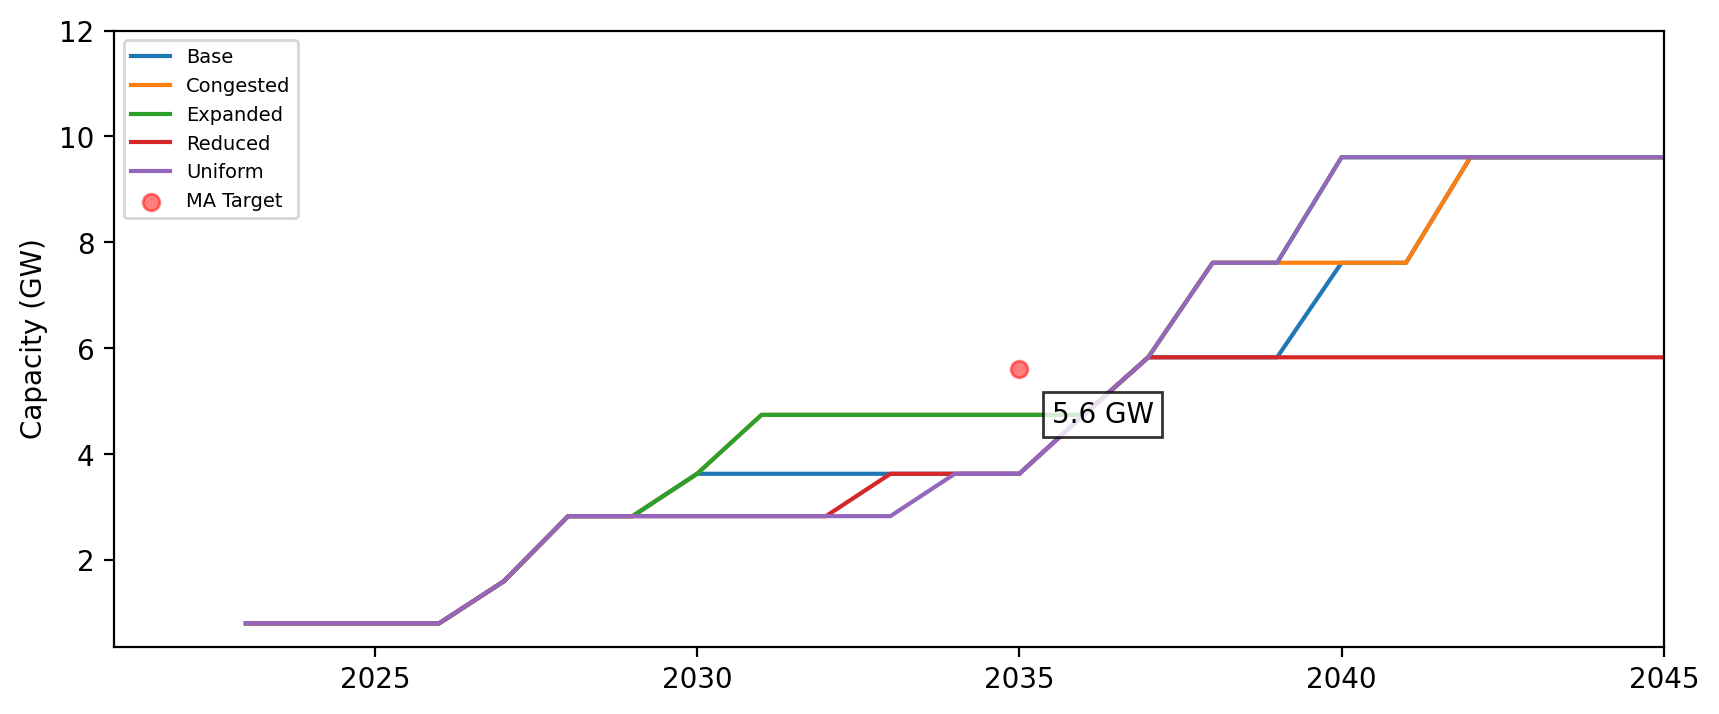 12
10
8
6
4
2
Capacity (GW)
Base
Congested
Expanded
Reduced
Uniform
MA Target
5.6 GW
2025
2030
2035
2040
2045